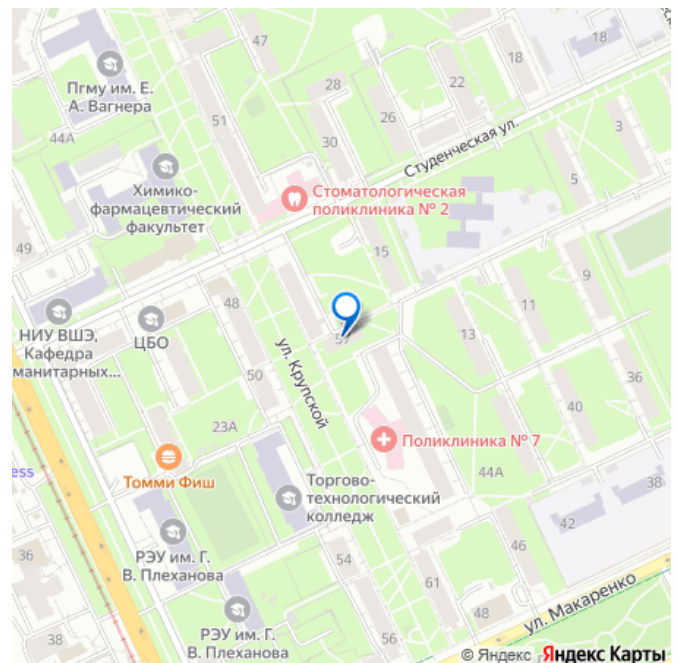 47
18
18
Пгму им. Е.
А. Вагнера
28
22
51
26
3
44А
30
Студенческая ул.
Химико-
фармацевтический
факультет
Стоматологическая
поликлиника № 2
5
49
15
9
48
11
НИУ ВШЭ,
Кафедра
манитарных...
ЦБО
57
13
ул. Крупской
50
36
40
23А
Поликлиника № 7
ess
Томми Фиш
44А
38
Торгово-
технологический
колледж
42
36
РЭУ им. Г.
В. Плеханова
54
46
61
48
ул. Макаренко
38
РЭУ им. Г.
В. Плеханова
56
© Яндекс Яндекс Карты